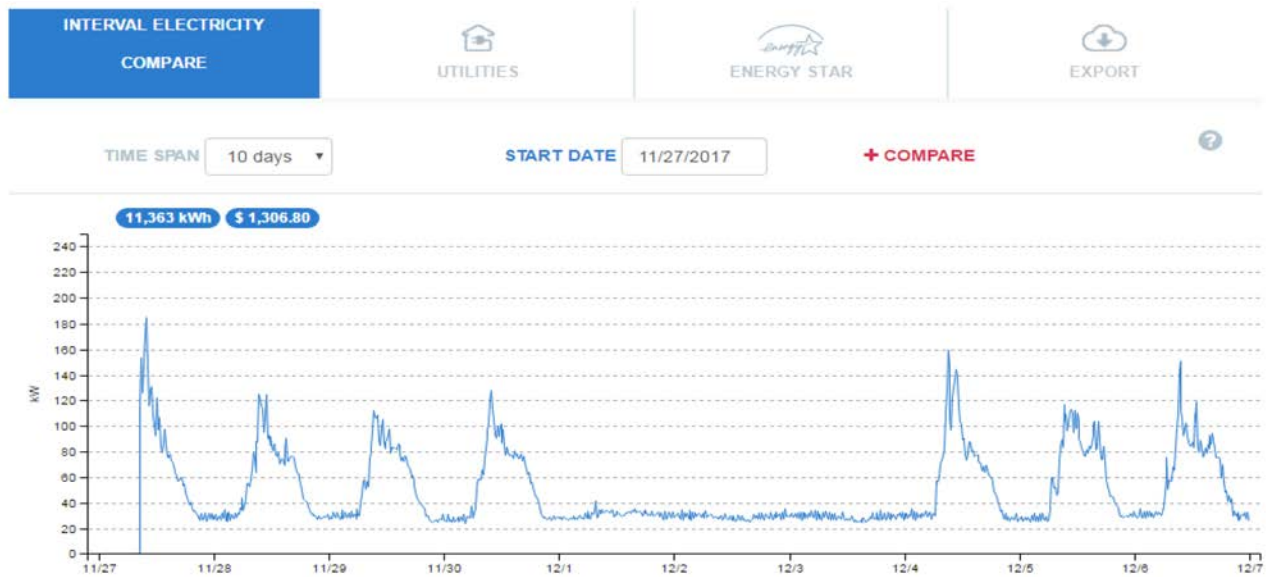 INTERVAL ELECTRICITY
COMPARE
UTILITIES
energy
ENERGY STAR
EXPORT
TIME SPAN 10 days START DATE 11/27/2017 + COMPARE ?
11,363 kWh $ 1,306.80
240
220
200
180
160
140
120
100
80
60
40
20
0
kW
11/27 11/28 11/29 11/30 12/1 12/2 12/3 12/4 12/5 12/6 12/7